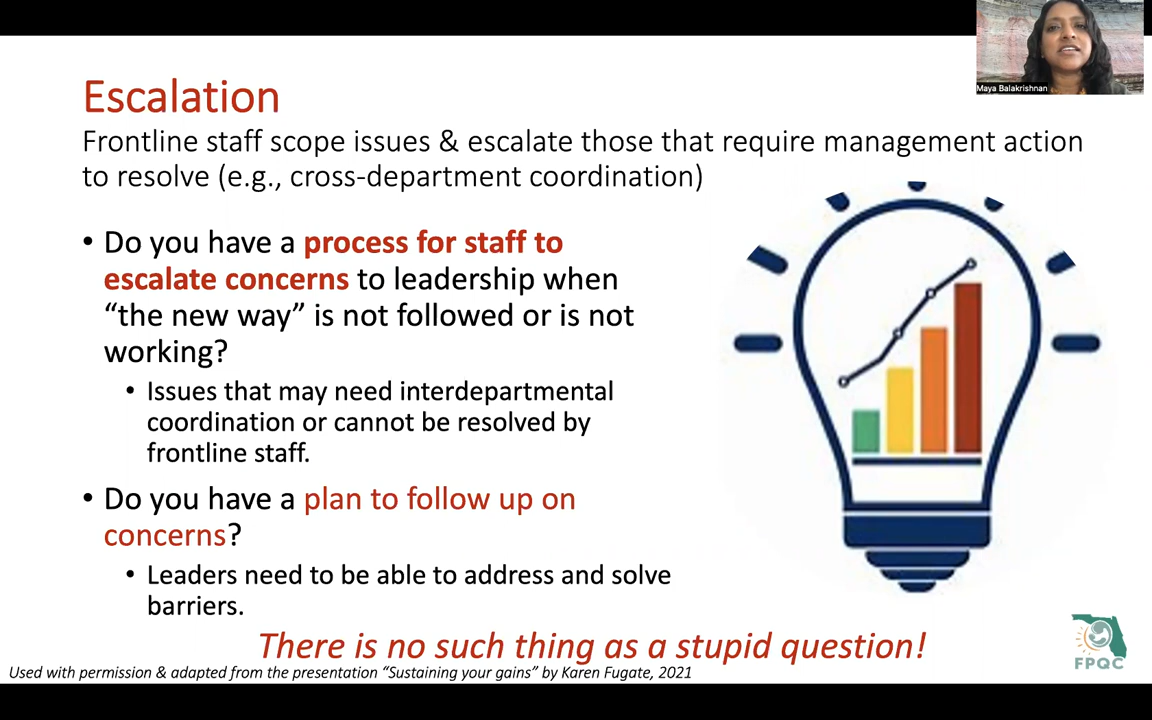 Maya Balakrishnan
Escalation
Frontline staff scope issues & escalate those that require management action
to resolve (e.g., cross-department coordination)
• Do you have a process for staff to
escalate concerns to leadership when
“the new way” is not followed or is not
working?
• Issues that may need interdepartmental
coordination or cannot be resolved by
frontline staff.
• Do you have a plan to follow up on
concerns?
• Leaders need to be able to address and solve
barriers.
There is no such thing as a stupid question!
Used with permission & adapted from the presentation “Sustaining your gains” by Karen Fugate, 2021
FPQC